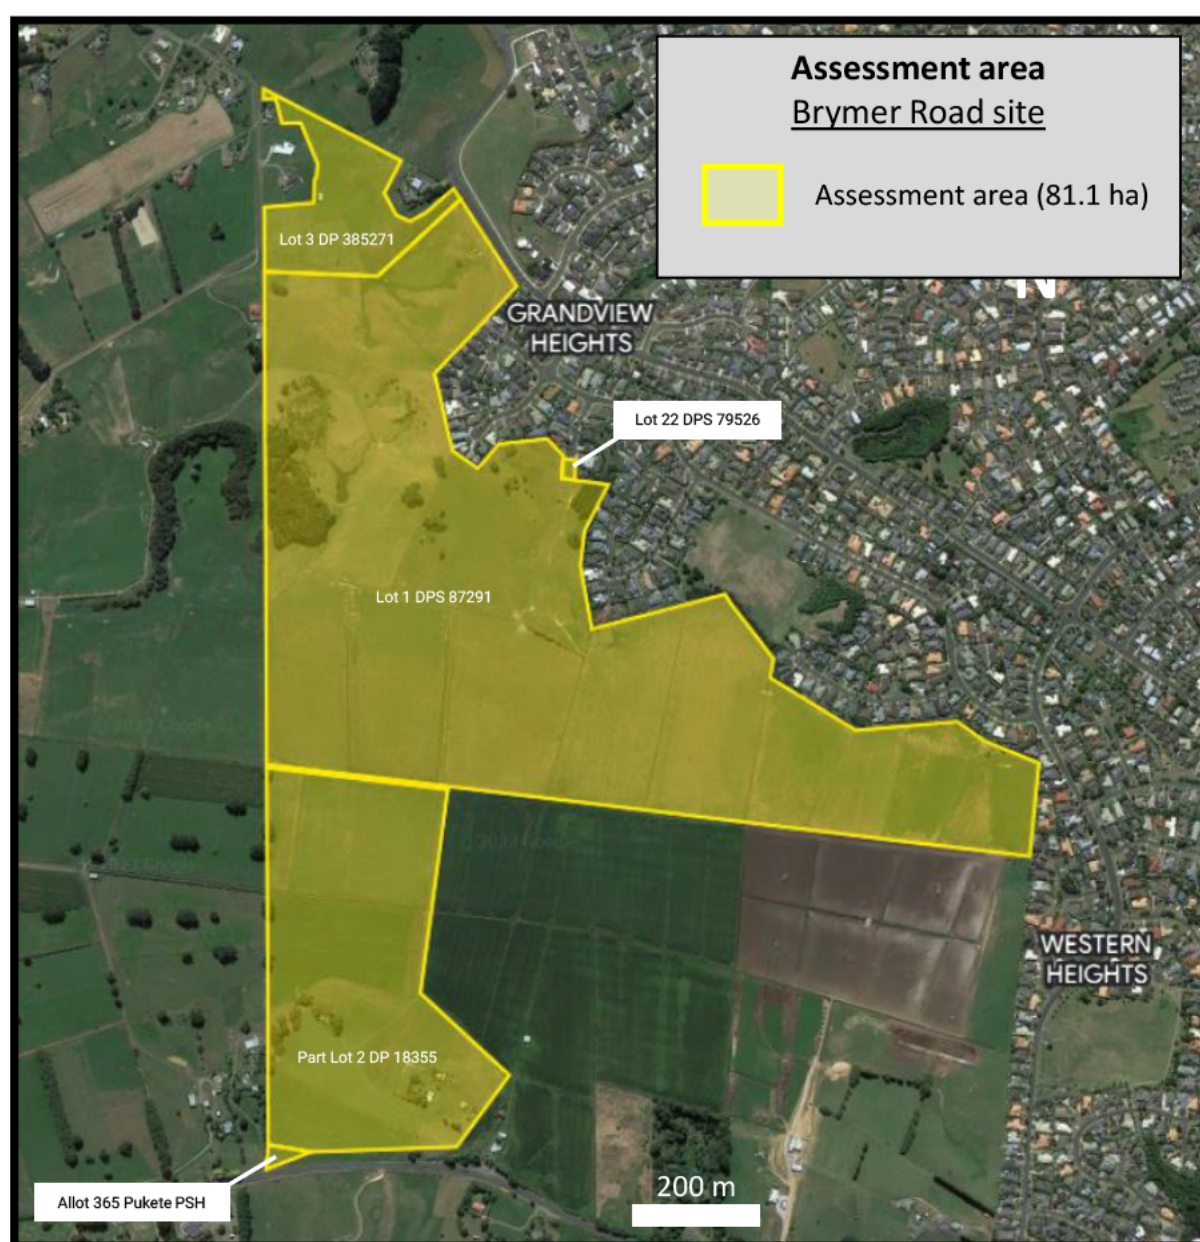 Assessment area
Brymer Road site
Assessment area (81.1 ha)
N
Lot 3 DP 385271
GRANDVIEW
HEIGHTS
Lot 22 DPS 79526
Lot 1 DPS 87291
WESTERN
HEIGHTS
Part Lot 2 DP 18355
200 m
Allot 365 Pukete PSH